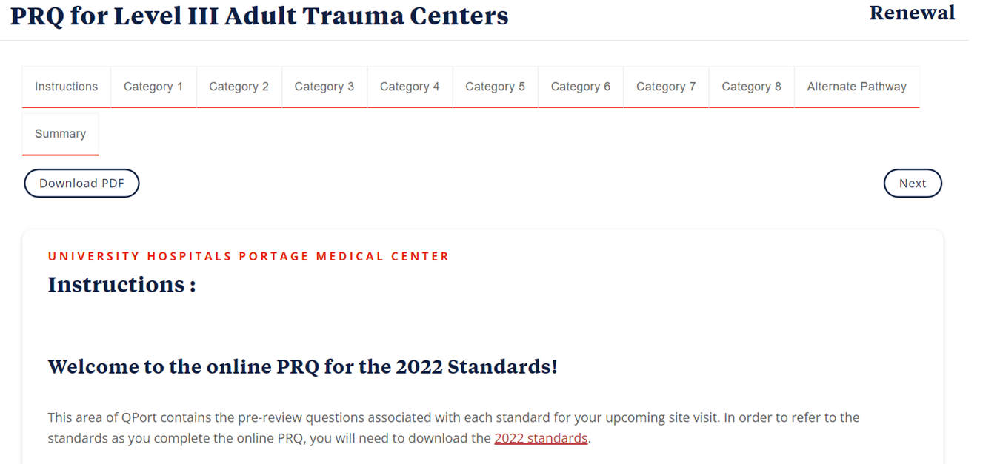 PRQ for Level III Adult Trauma Centers
Renewal
Instructions
Category 1
Category 2
Category 3
Category 4
Category 5
Category 6
Category 7
Category 8
Alternate Pathway
Summary
Download PDF
Next
UNIVERSITY HOSPITALS PORTAGE MEDICAL CENTER
Instructions :
Welcome to the online PRQ for the 2022 Standards!
This area of QPort contains the pre-review questions associated with each standard for your upcoming site visit. In order to refer to the
standards as you complete the online PRQ, you will need to download the 2022 standards.